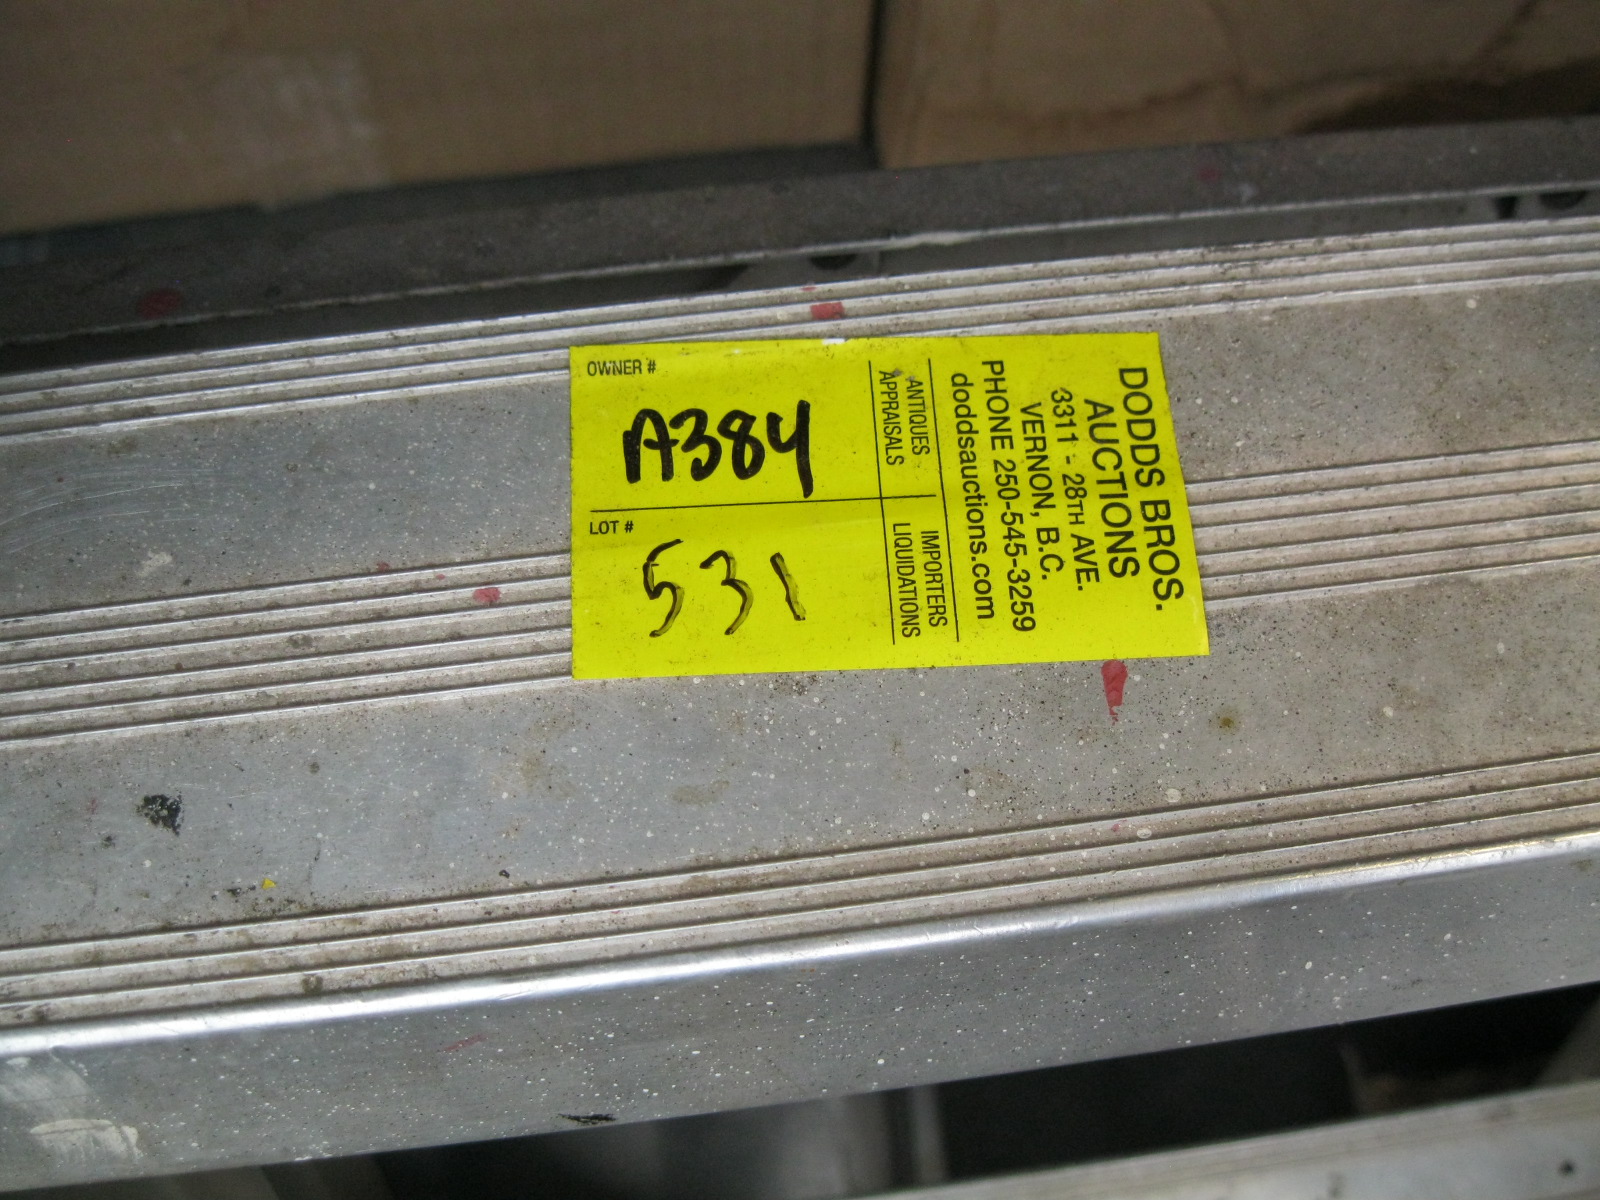 OWNER #
A384
LOT #
531
ANTIQUES
APPRAISALS
IMPORTERS
LIQUIDATIONS
DODDS BROS.
AUCTIONS
3311 - 28TH AVE.
VERNON, B.C.
PHONE 250-545-3259
doddsauctions.com